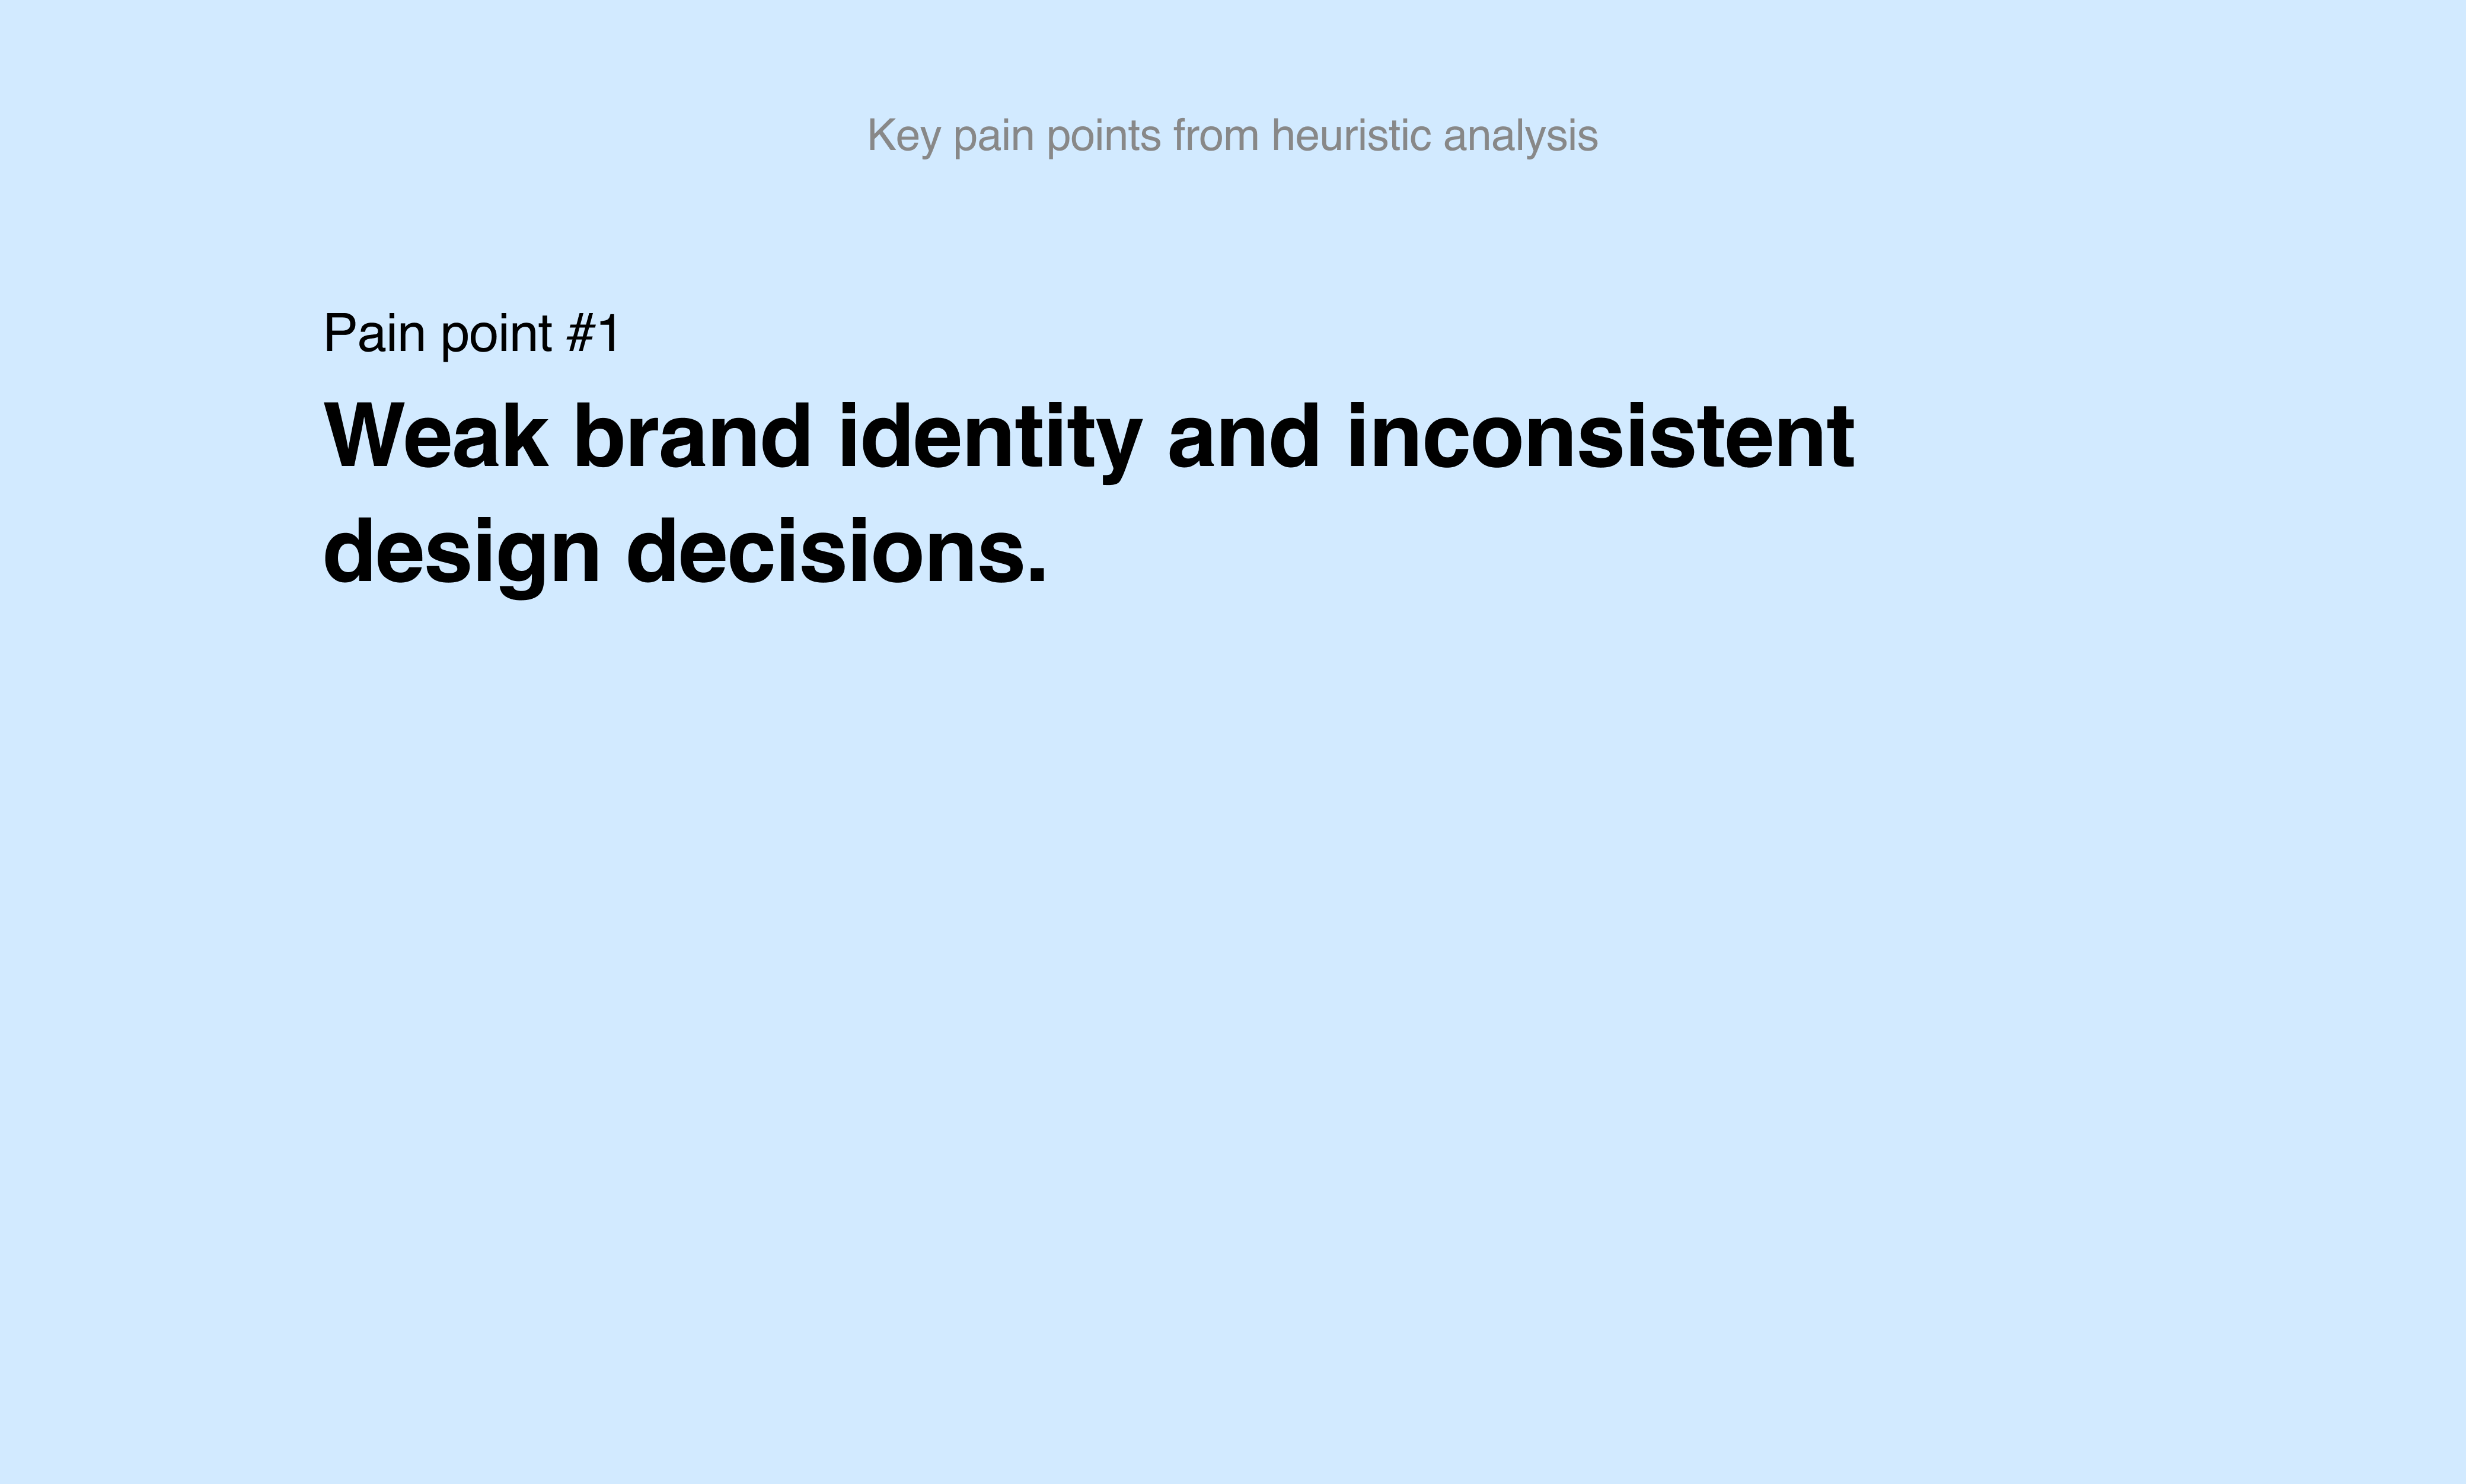 Key pain points from heuristic analysis
Pain point #1
Weak brand identity and inconsistent
design decisions.